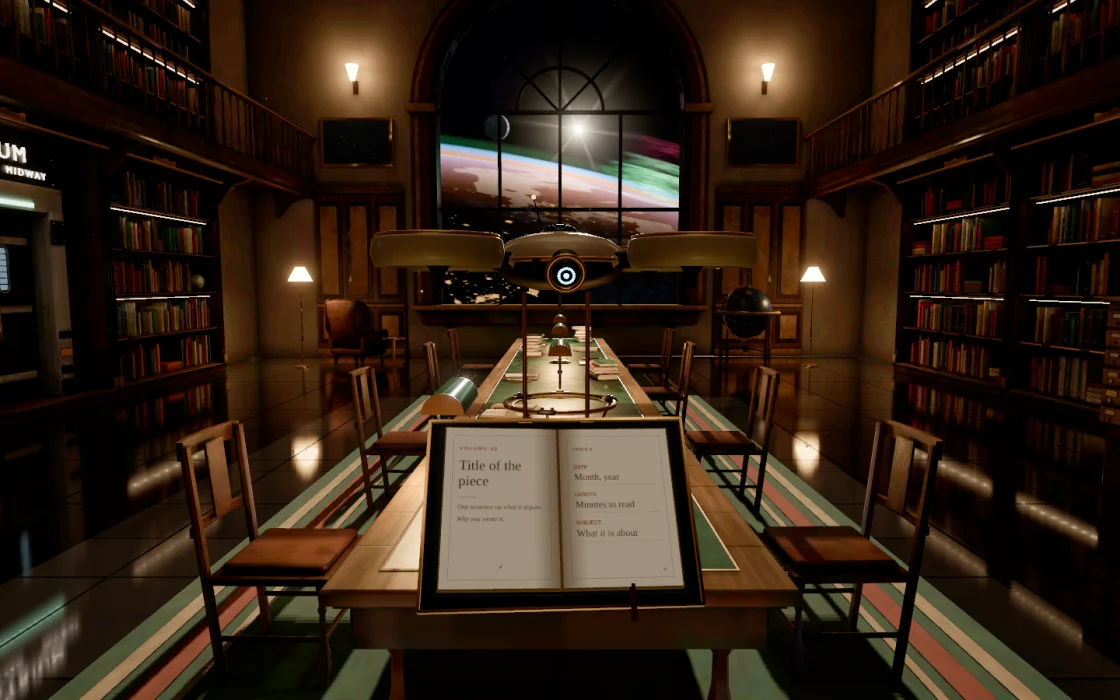 UM
MIDWAY
VOLUME 02
Title of the
piece
One sentence on what it argues.
Why you wrote it.
INDEX
DATE
Month, year
LENGTH
Minutes to read
SUBJECT
What it is about